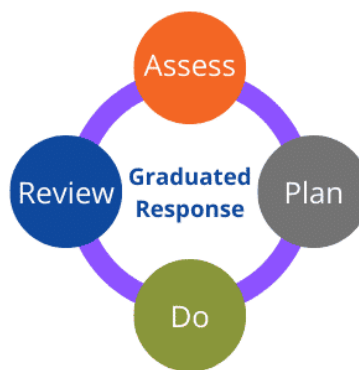 Assess
Review
Graduated
Response
Plan
Do